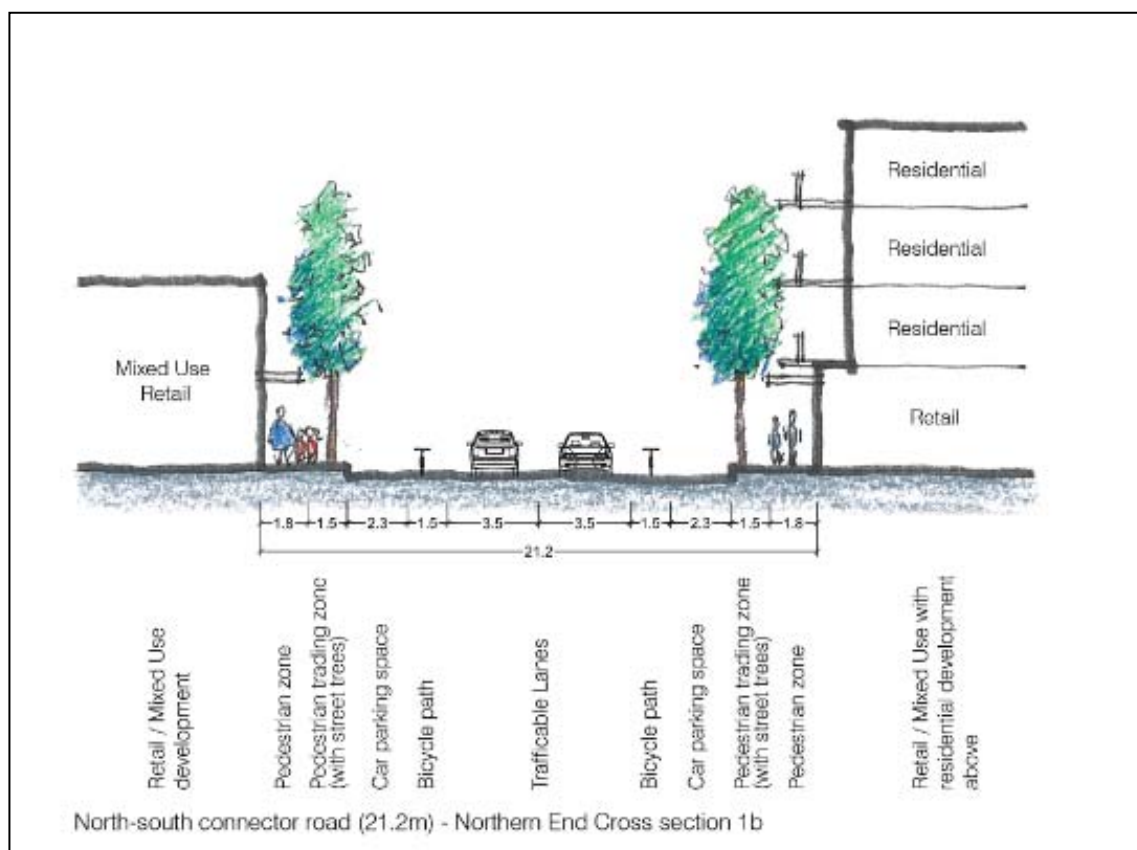 Residential
Residential
Residential
Mixed Use
Retail
Retail
1.8 1.5 2.3 1.5 3.5 3.5 1.5 2.3 1.5 1.8
21.2
Retail / Mixed Use
development
Pedestrian zone
Pedestrian trading zone
(with street trees)
Car parking space
Bicycle path
Trafficable Lanes
Bicycle path
Car parking space
Pedestrian trading zone
(with street trees)
Pedestrian zone
Retail / Mixed Use with
residential development
above
North-south connector road (21.2m) - Northern End Cross section 1b